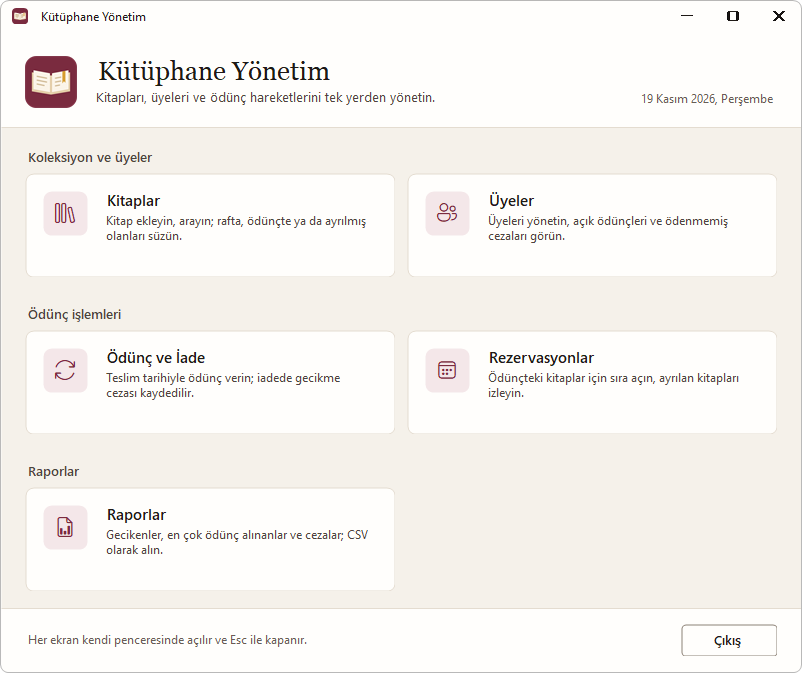 Kütüphane Yönetim
Kütüphane Yönetim
Kitapları, üyeleri ve ödünç hareketlerini tek yerden yönetin.
19 Kasım 2026, Perşembe
Koleksiyon ve üyeler
Kitaplar
Kitap ekleyin, arayın; rafta, ödünçte ya da ayrılmış
olanları süzün.
Üyeler
Üyeleri yönetin, açık ödünçleri ve ödenmemiş
cezaları görün.
Ödünç işlemleri
Ödünç ve İade
Teslim tarihiyle ödünç verin; iadede gecikme
cezası kaydedilir.
Rezervasyonlar
Ödünçteki kitaplar için sıra açın, ayrılan kitapları
izleyin.
Raporlar
Raporlar
Gecikenler, en çok ödünç alınanlar ve cezalar; CSV
olarak alın.
Her ekran kendi penceresinde açılır ve Esc ile kapanır.
Çıkış